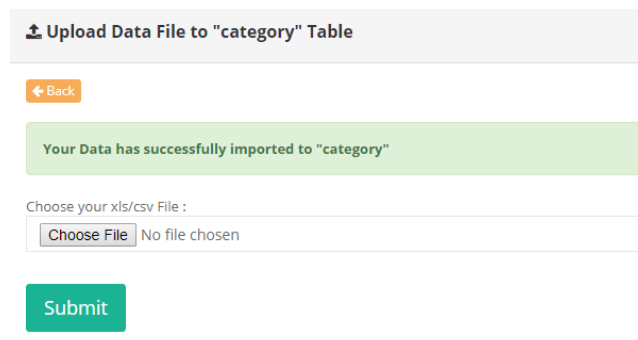 Upload Data File to "category" Table
Back
Your Data has successfully imported to "category"
Choose your xls/csv File :
Choose File No file chosen
Submit